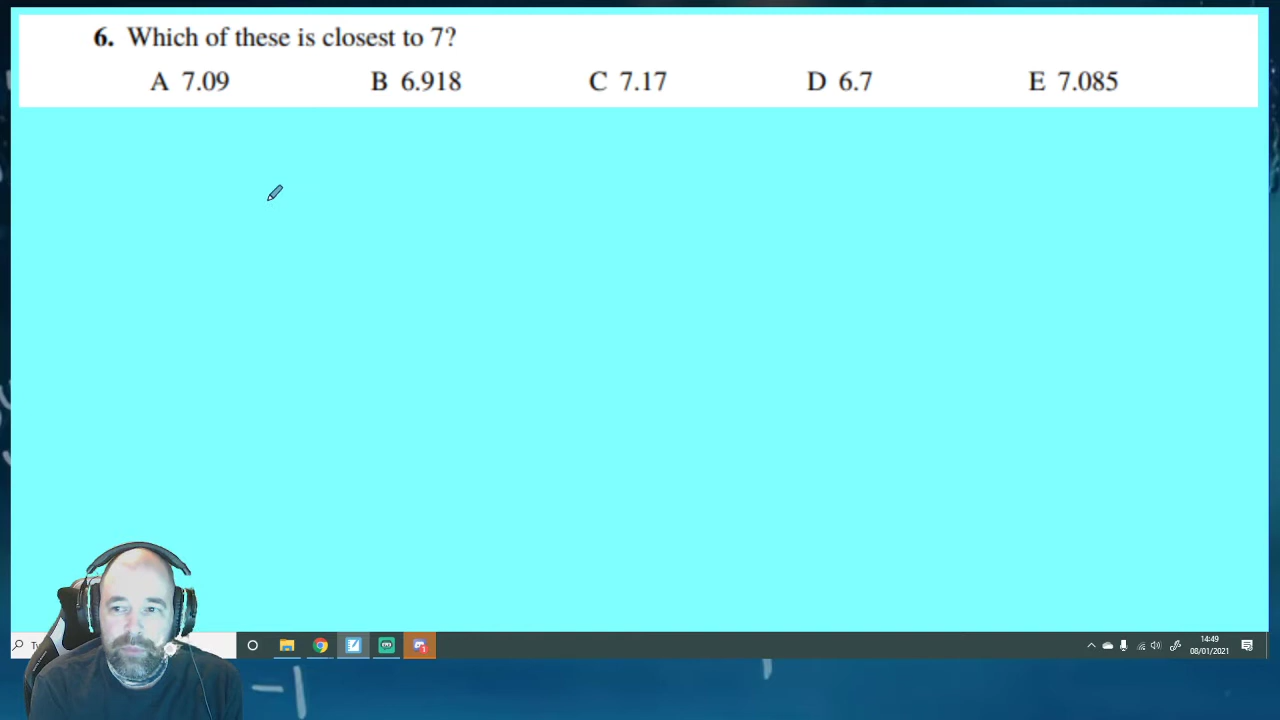 6. Which of these is closest to 7?
A 7.09 B 6.918 C 7.17 D 6.7 E 7.085
14:49
08/01/2021